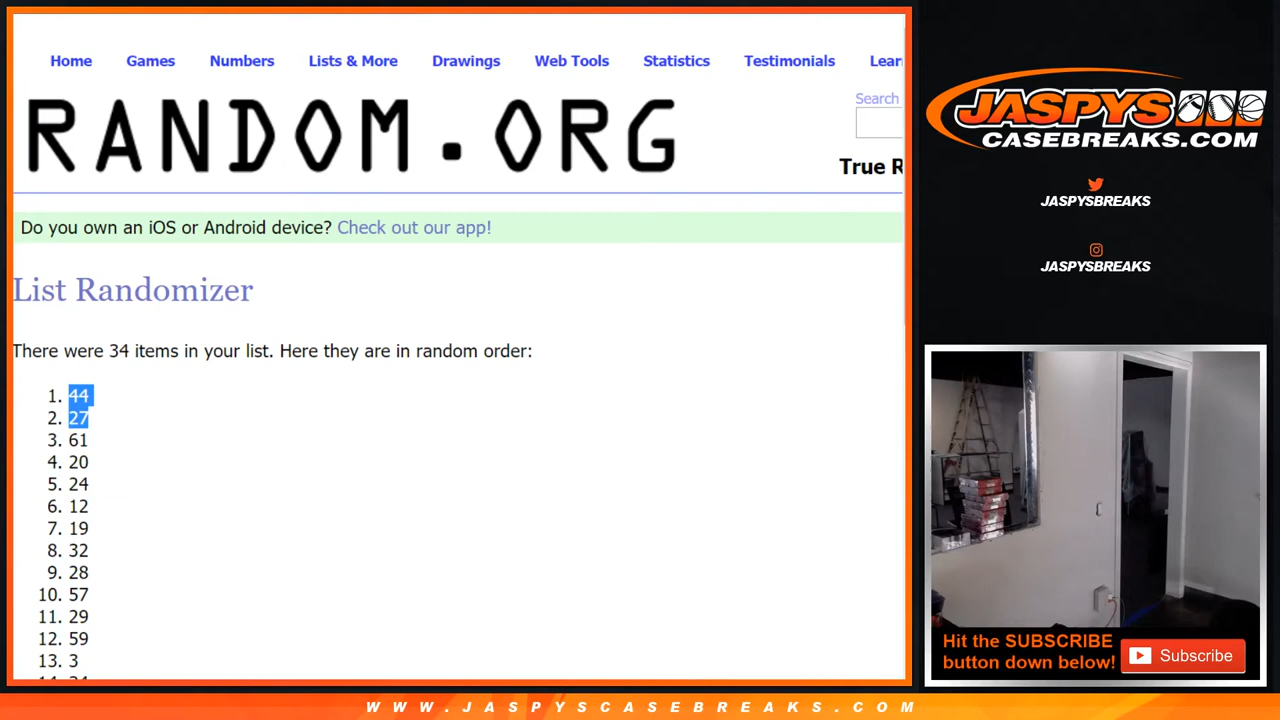 Home Games Numbers Lists & More Drawings Web Tools Statistics Testimonials Lear
RANDOM.ORG
Search
True R
Do you own an iOS or Android device? Check out our app!
List Randomizer
There were 34 items in your list. Here they are in random order:
1. 44
2. 27
3. 61
4. 20
5. 24
6. 12
7. 19
8. 32
9. 28
10. 57
11. 29
12. 59
13. 3
JASPYS
CASEBREAKS.COM
JASPYSBREAKS
JASPYSBREAKS
Hit the SUBSCRIBE
button down below!
Subscribe
WWW.JASPYSCASEBREAKS.COM